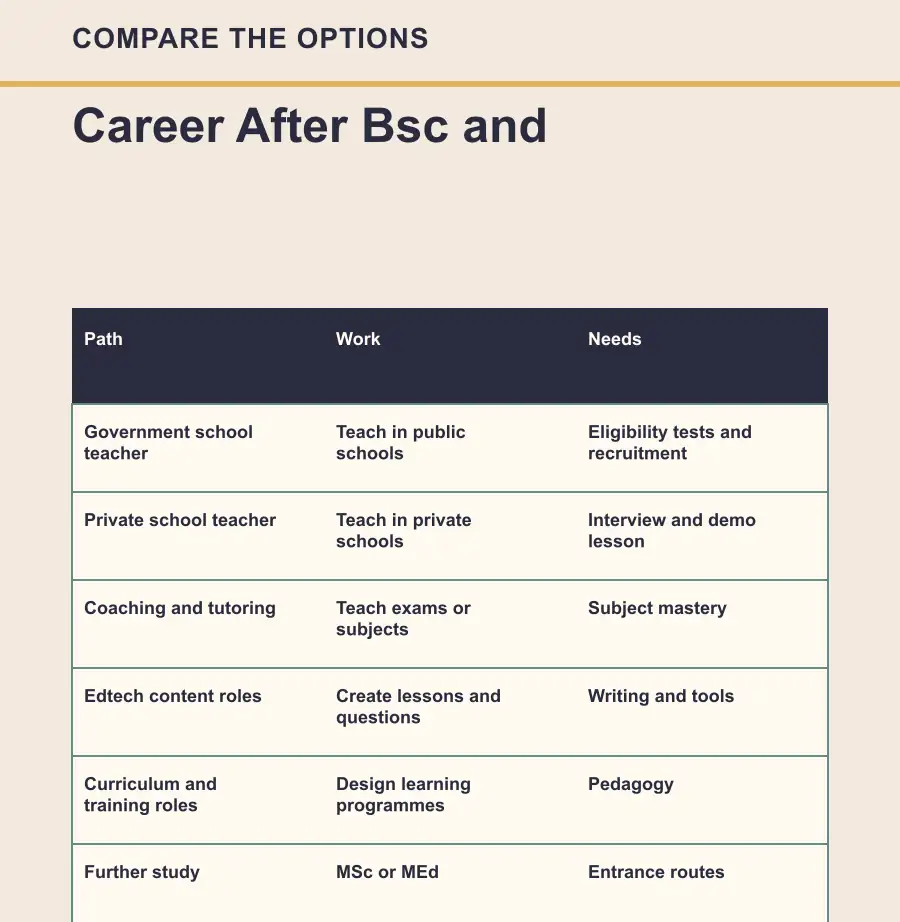 COMPARE THE OPTIONS
Career After Bsc and
Path Work Needs
Government school teacher Teach in public schools Eligibility tests and recruitment
Private school teacher Teach in private schools Interview and demo lesson
Coaching and tutoring Teach exams or subjects Subject mastery
Edtech content roles Create lessons and questions Writing and tools
Curriculum and training roles Design learning programmes Pedagogy
Further study MSc or MEd Entrance routes